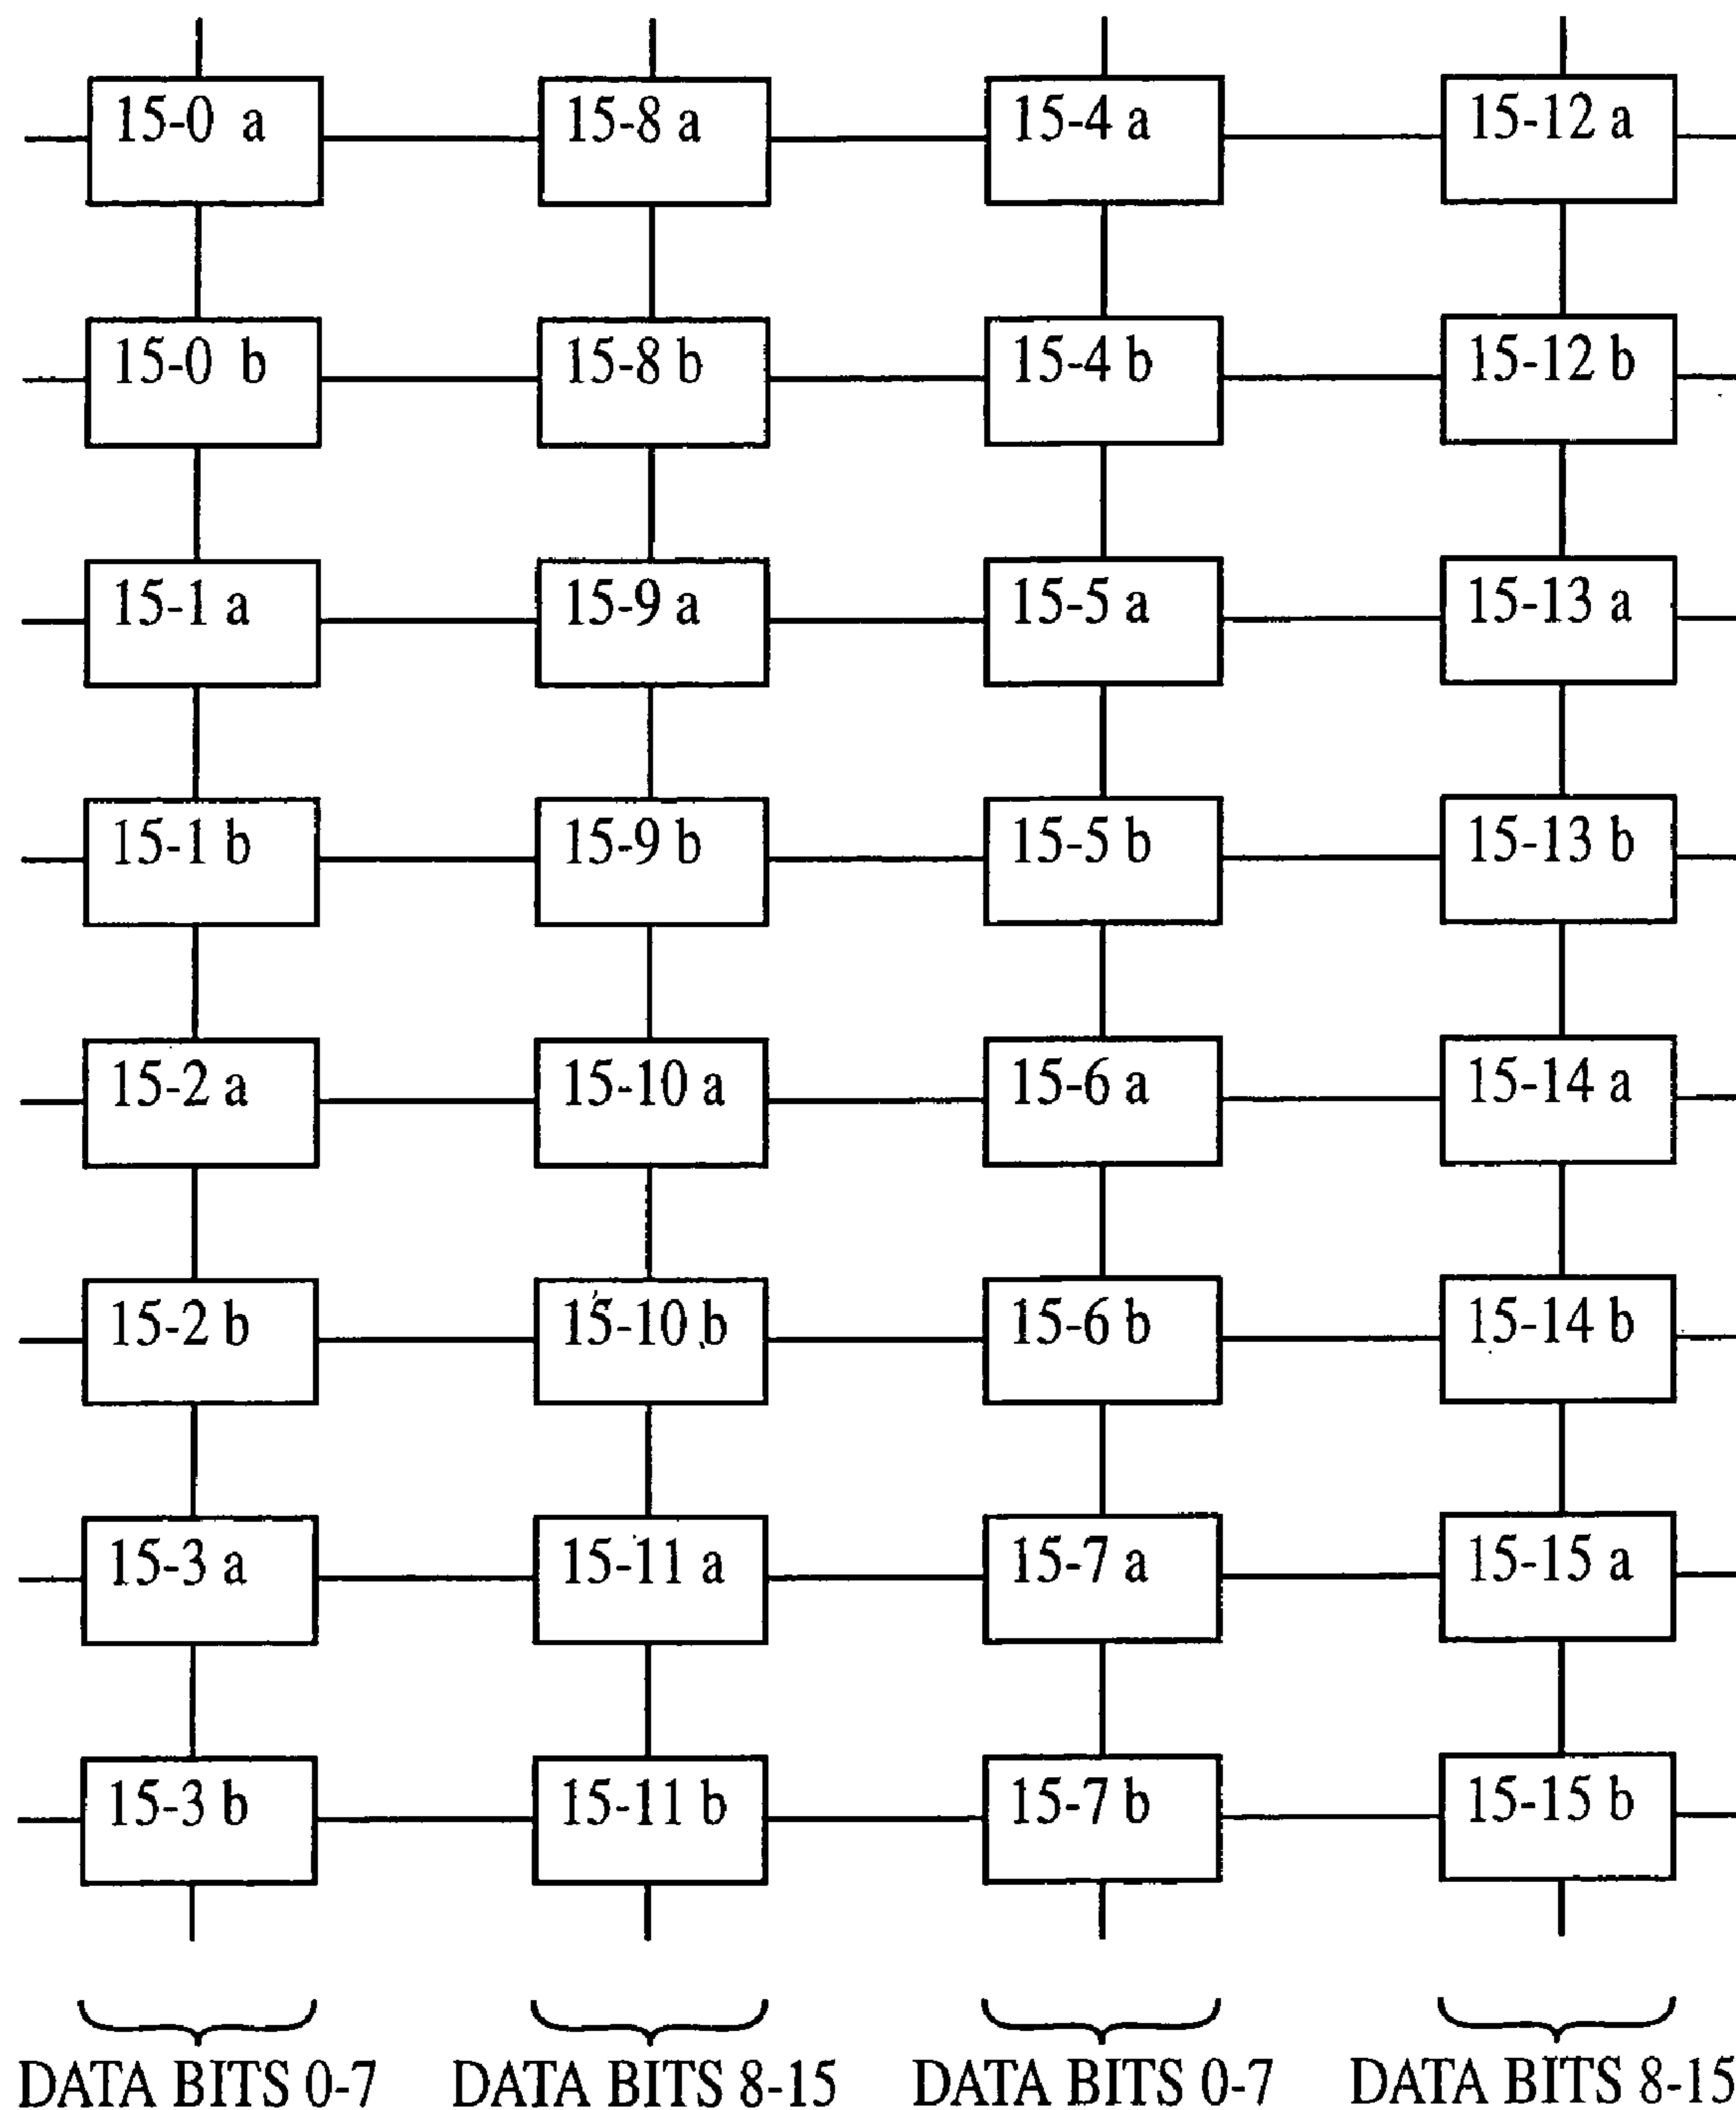 15-0 a
15-8 a
15-4 a
15-12 a
15-0 b
15-8 b
15-4 b
15-12 b
15-1 a
15-9 a
15-5 a
15-13 a
15-1 b
15-9 b
15-5 b
15-13 b
15-2 a
15-10 a
15-6 a
15-14 a
15-2 b
15-10 b
15-6 b
15-14 b
15-3 a
15-11 a
15-7 a
15-15 a
15-3 b
15-11 b
15-7 b
15-15 b
DATA BITS 0-7
DATA BITS 8-15
DATA BITS 0-7
DATA BITS 8-15